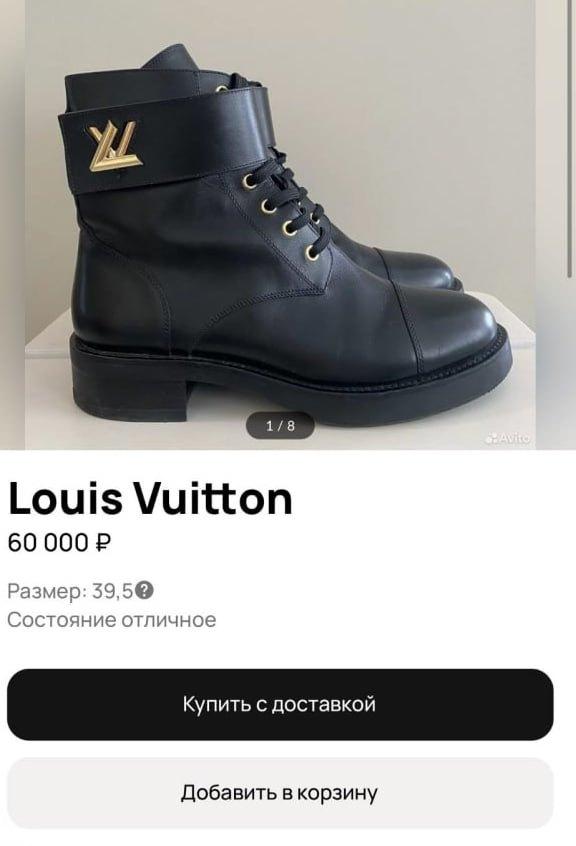 1 / 8
Avito
Louis Vuitton
60 000 ₽
Размер: 39,5 ?
Состояние отличное
Купить с доставкой
Добавить в корзину